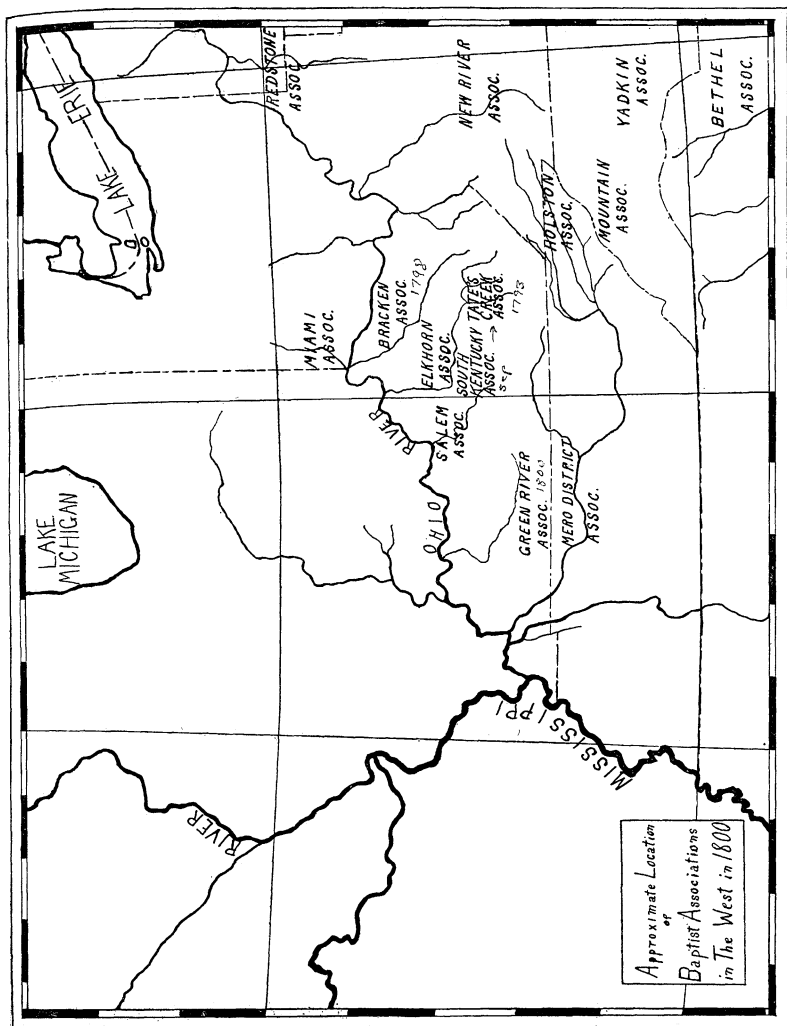 LAKE
MICHIGAN
LAKE ERIE
REDSTONE
ASSOC.
NEW RIVER
ASSOC.
YADKIN
ASSOC.
BETHEL
ASSOC.
HOLSTON
ASSOC.
MOUNTAIN
ASSOC.
MIAMI
ASSOC.
BRACKEN
ASSOC. 1798
ELKHORN
ASSOC.
TATE'S
CREEK
ASSOC.
1793
SOUTH
KENTUCKY
ASSOC. →
Sep
SALEM
ASSOC.
OHIO RIVER
GREEN RIVER
ASSOC. 1800
MERO DISTRICT
ASSOC.
MISSISSIPPI
RIVER
Approximate Location
of
Baptist Associations
in The West in 1800